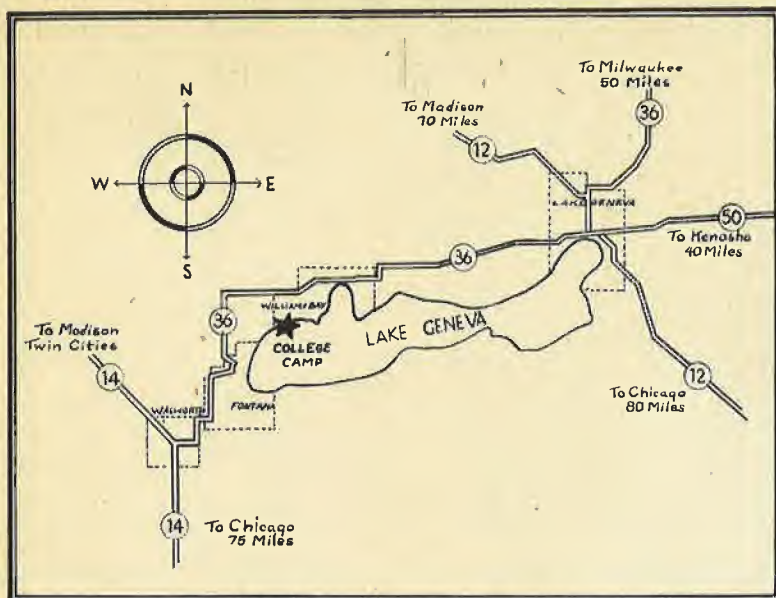 N
W
E
S
To Milwaukee
50 Miles
36
To Madison
70 Miles
12
LAKE GENEVA
50
To Kenosha
40 Miles
36
WILLIAMS BAY
36
LAKE GENEVA
COLLEGE
CAMP
To Madison
Twin Cities
14
WALWORTH
FONTANA
12
To Chicago
80 Miles
14
To Chicago
75 Miles